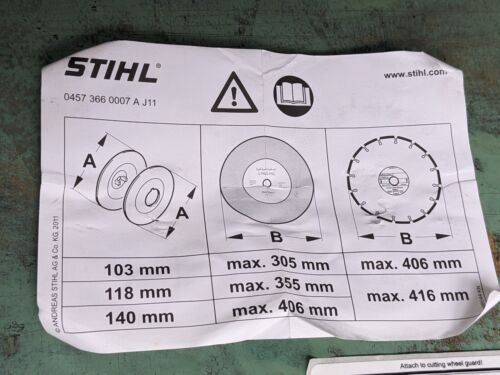 STIHL®
www.stihl.com
0457 366 0007 A J11
A
A
B
B
103 mm
118 mm
140 mm
max. 305 mm
max. 355 mm
max. 406 mm
max. 406 mm
max. 416 mm
© ANDREAS STIHL AG & Co. KG, 2011
Attach to cutting wheel guard!